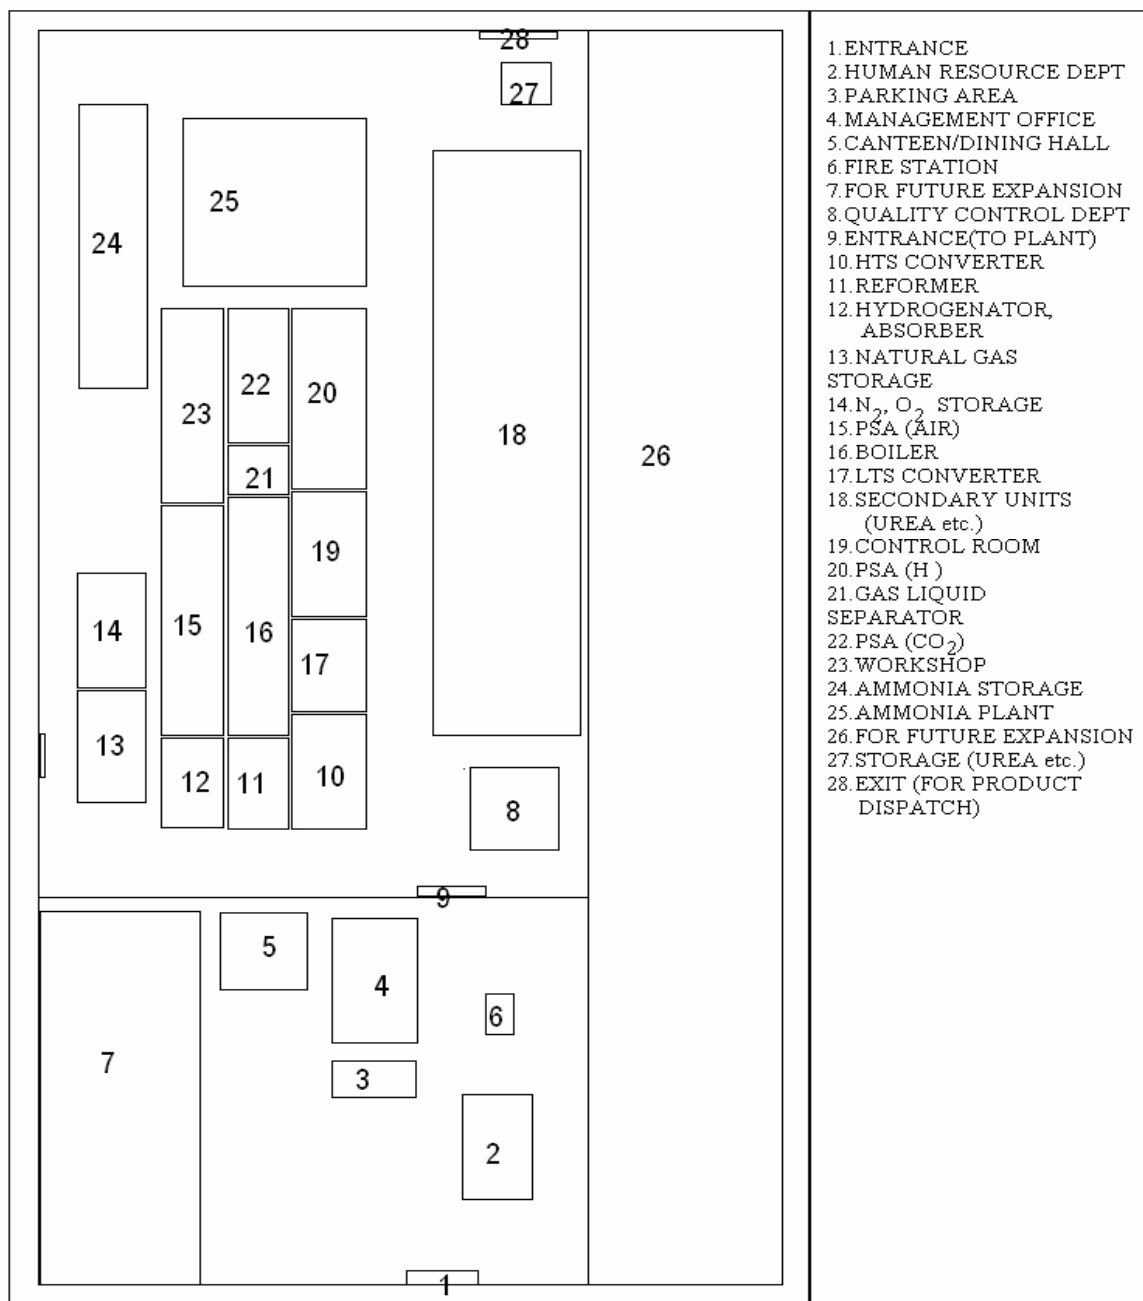 28
27
25
24
22
20
23
18
26
21
19
14
15
16
17
13
12
11
10
8
9
5
4
6
7
3
2
1
1.ENTRANCE
2.HUMAN RESOURCE DEPT
3.PARKING AREA
4.MANAGEMENT OFFICE
5.CANTEEN/DINING HALL
6.FIRE STATION
7.FOR FUTURE EXPANSION
8.QUALITY CONTROL DEPT
9.ENTRANCE(TO PLANT)
10.HTS CONVERTER
11.REFORMER
12.HYDROGENATOR,
ABSORBER
13.NATURAL GAS
STORAGE
14.N2, O2 STORAGE
15.PSA (AIR)
16.BOILER
17.LTS CONVERTER
18.SECONDARY UNITS
(UREA etc.)
19.CONTROL ROOM
20.PSA (H )
21.GAS LIQUID
SEPARATOR
22.PSA (CO2)
23.WORKSHOP
24.AMMONIA STORAGE
25.AMMONIA PLANT
26.FOR FUTURE EXPANSION
27.STORAGE (UREA etc.)
28.EXIT (FOR PRODUCT
DISPATCH)